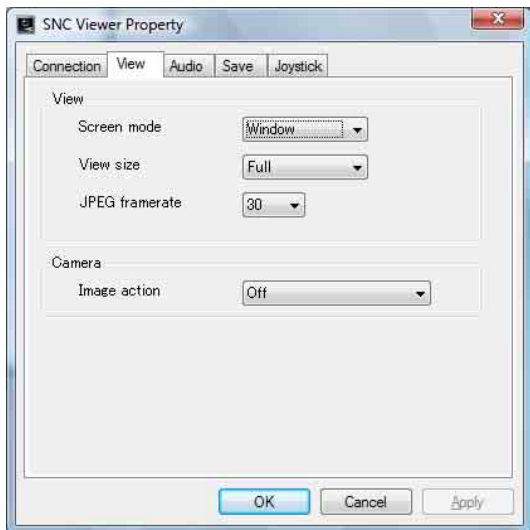 SNC Viewer Property
Connection View Audio Save Joystick
View
Screen mode Window
View size Full
JPEG framerate 30
Camera
Image action Off
OK Cancel Apply